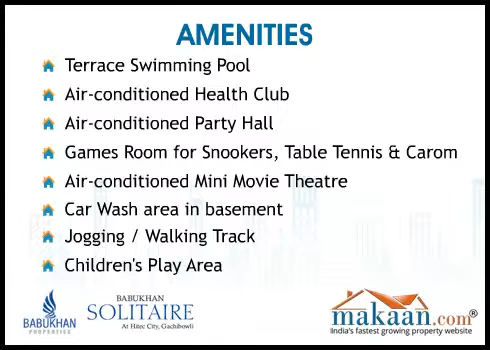 AMENITIES
Terrace Swimming Pool
Air-conditioned Health Club
Air-conditioned Party Hall
Games Room for Snookers, Table Tennis & Carom
Air-conditioned Mini Movie Theatre
Car Wash area in basement
Jogging / Walking Track
Children's Play Area
BABUKHAN
PROPERTIES
BABUKHAN
SOLITAIRE
At Hitec City, Gachibowli
makaan.com®
India's fastest growing property website